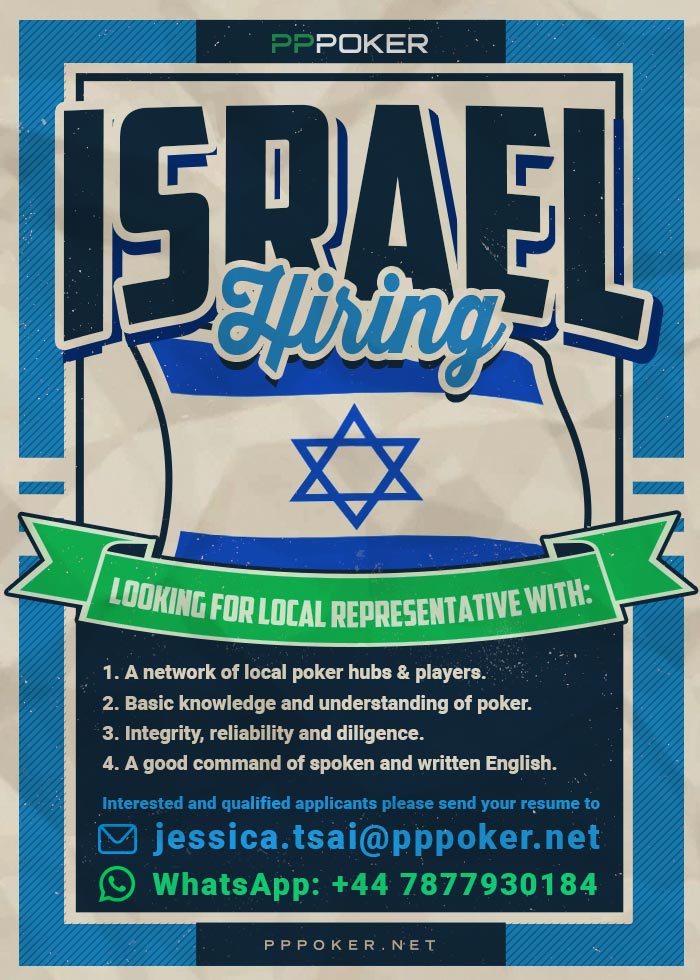 PPPOKER
ISRAEL
Hiring
LOOKING FOR LOCAL REPRESENTATIVE WITH:
1. A network of local poker hubs & players.
2. Basic knowledge and understanding of poker.
3. Integrity, reliability and diligence.
4. A good command of spoken and written English.
Interested and qualified applicants please send your resume to
jessica.tsai@pppoker.net
WhatsApp: +44 7877930184
PPPOKER.NET